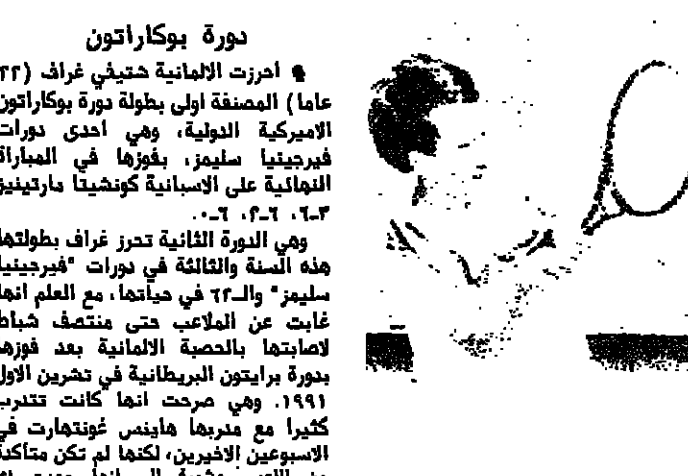 دورة بوكاراتون
● احرزت الالمانية شتيفي غراف (٢٢
عاما) المصنفة اولى بطولة دورة بوكاراتون
الاميركية الدولية، وهي احدى دورات
فيرجينيا سليمز، بفوزها في المباراة
النهائية على الاسبانية كونشيتا مارتينيز
٣-٦، ٦-٢، ٦-٠.
وهي الدورة الثانية تحرز غراف بطولتها
هذه السنة والثالثة في دورات "فيرجينيا
سليمز" والـ٦٢ في حياتها، مع العلم انها
غابت عن الملاعب حتى منتصف شباط
لاصابتها بالحصبة الالمانية بعد فوزها
بدورة برايتون البريطانية في تشرين الاول
١٩٩١. وهي صرحت انها كانت تتدرب
كثيرا مع مدربها هاينس غونتهارت في
الاسبوعين الاخيرين، لكنها لم تكن متأكدة